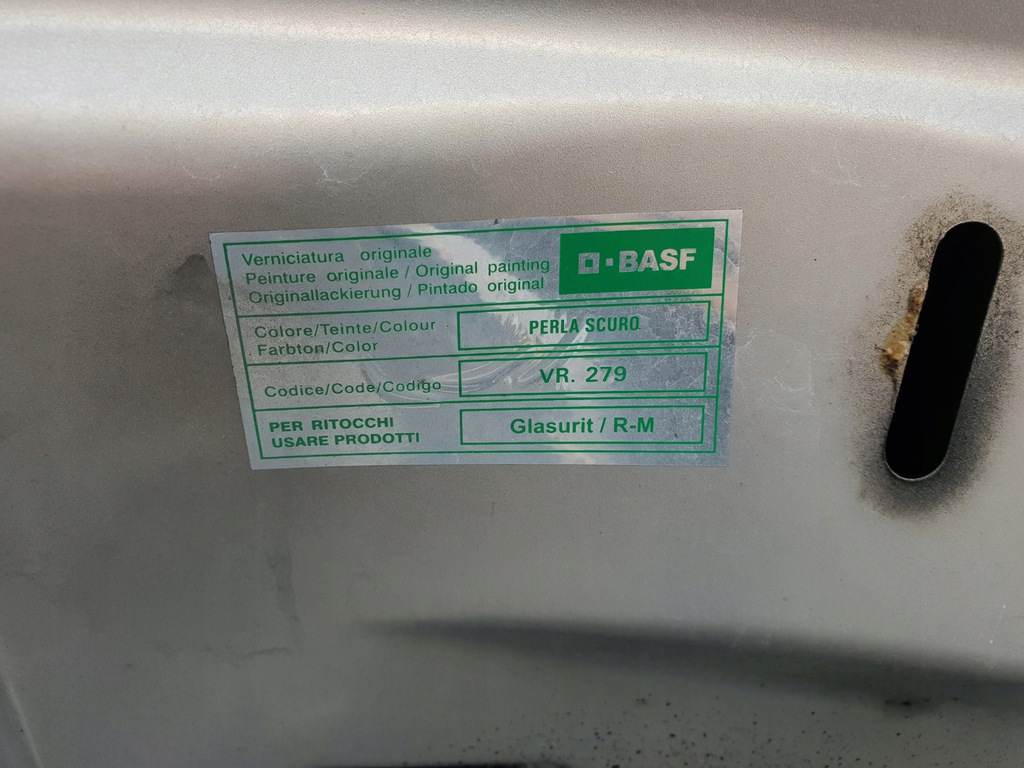 Verniciatura originale
Peinture originale / Original painting
Originallackierung / Pintado original
BASF
Colore/Teinte/Colour
Farbton/Color
PERLA SCURO
Codice/Code/Codigo
VR. 279
PER RITOCCHI
USARE PRODOTTI
Glasurit / R-M